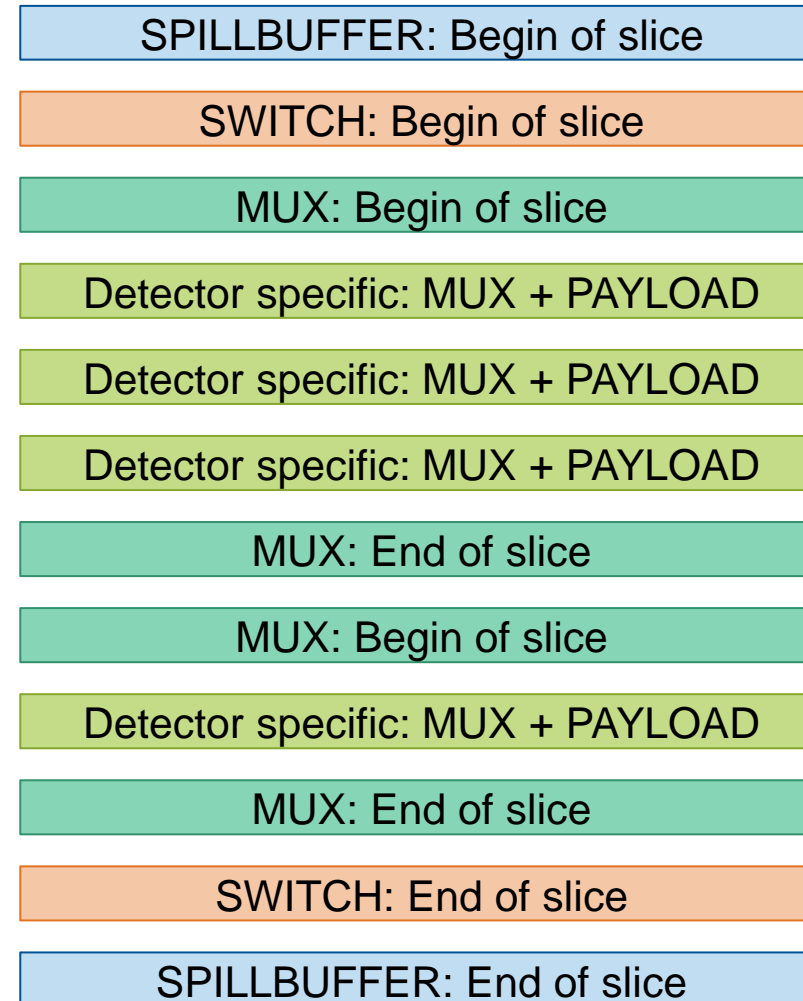 SPILLBUFFER: Begin of slice
SWITCH: Begin of slice
MUX: Begin of slice
Detector specific: MUX + PAYLOAD
Detector specific: MUX + PAYLOAD
Detector specific: MUX + PAYLOAD
MUX: End of slice
MUX: Begin of slice
Detector specific: MUX + PAYLOAD
MUX: End of slice
SWITCH: End of slice
SPILLBUFFER: End of slice